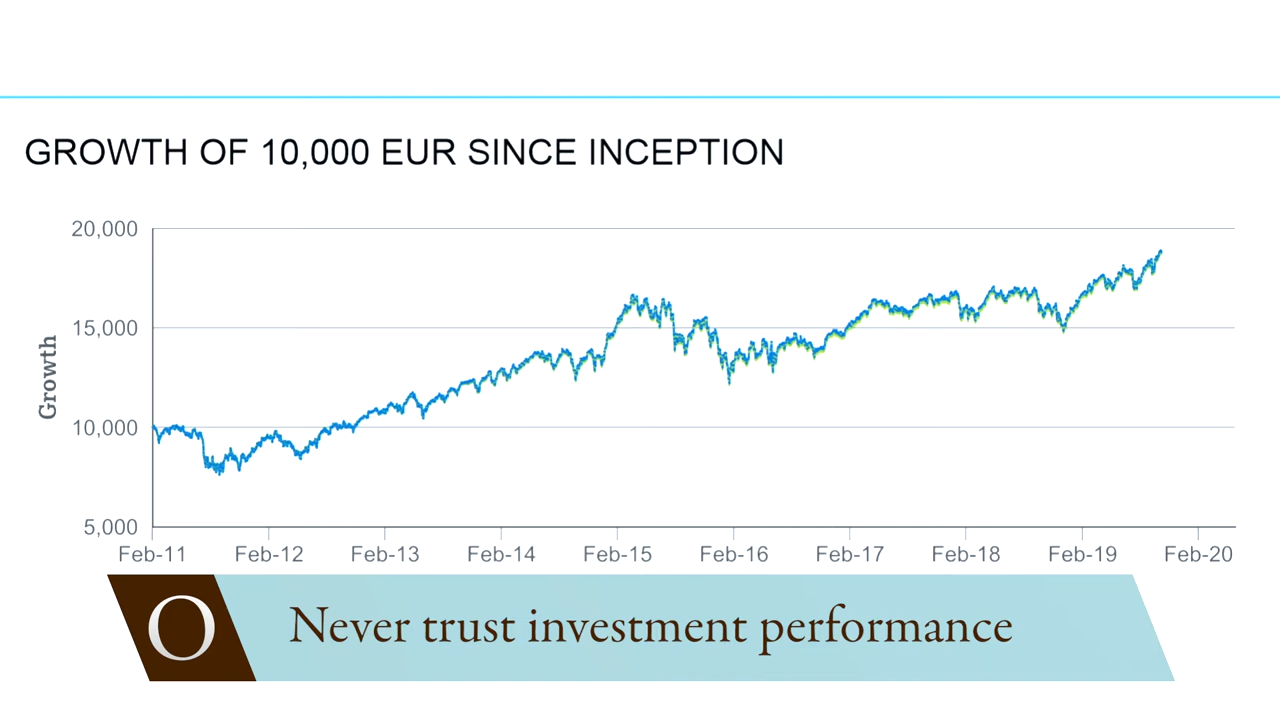 GROWTH OF 10,000 EUR SINCE INCEPTION
20,000
15,000
10,000
5,000
Growth
Feb-11 Feb-12 Feb-13 Feb-14 Feb-15 Feb-16 Feb-17 Feb-18 Feb-19 Feb-20
O Never trust investment performance